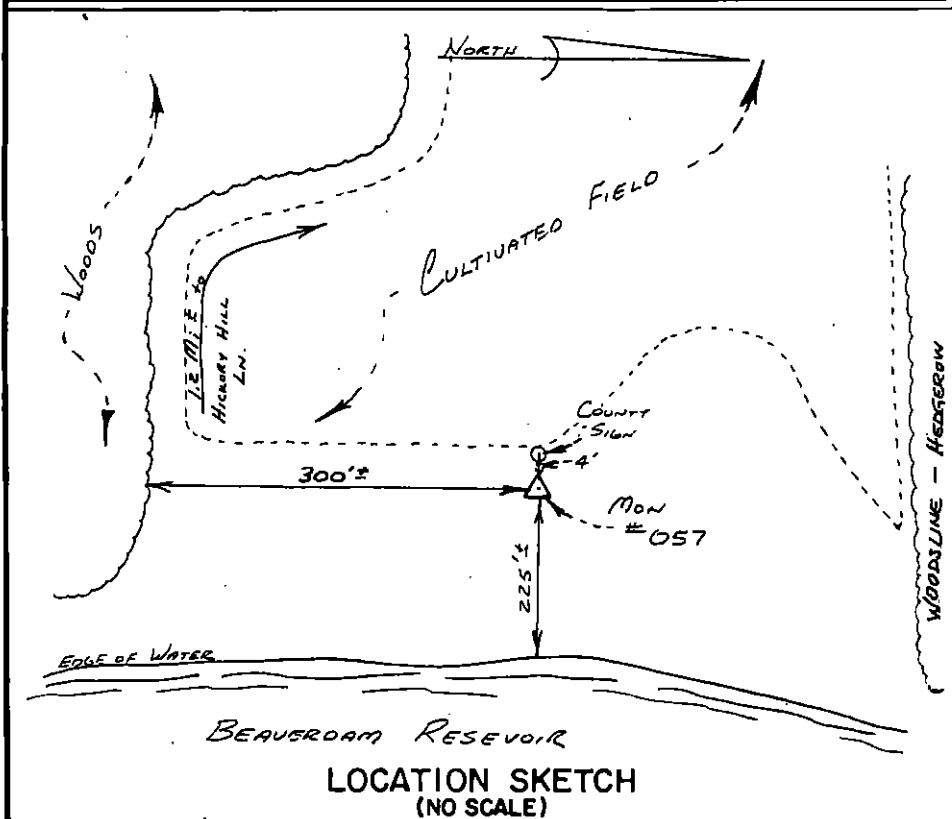 NORTH
WOODS
CULTIVATED FIELD
1.2 Mi ± to
HICKORY HILL
LN.
COUNTY
SIGN
4'
300'±
MON
# 057
225'±
WOODSLINE - HEDGEROW
EDGE OF WATER
BEAVERDAM RESEVOIR
LOCATION SKETCH
(NO SCALE)